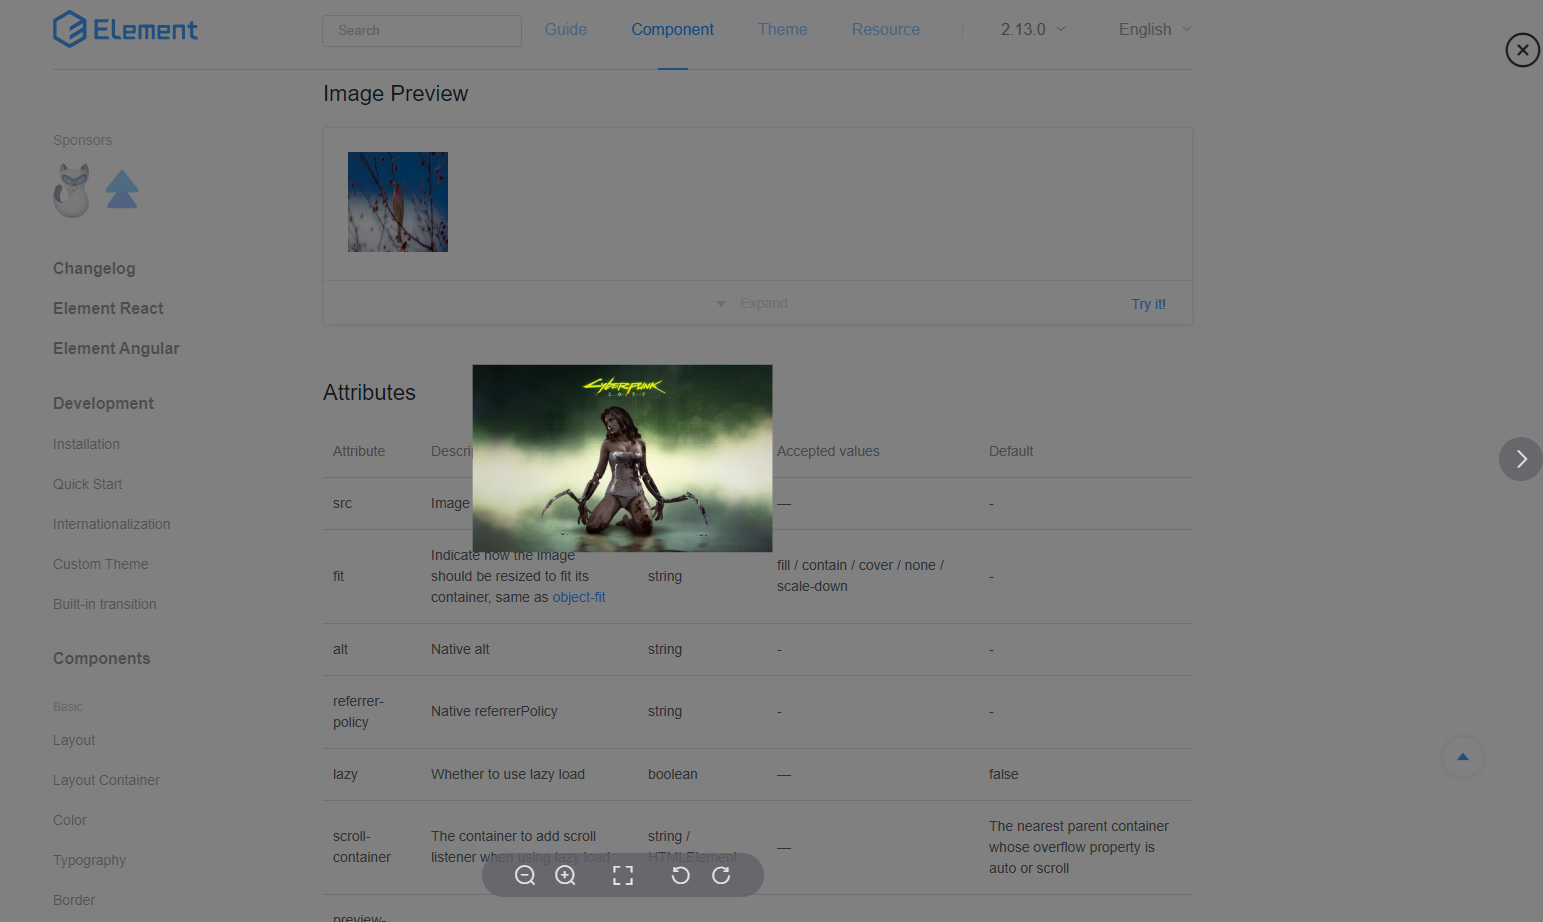 Element
Search
Guide
Component
Theme
Resource
2.13.0
English
Image Preview
Sponsors
Changelog
Element React
Element Angular
Expand
Try it!
Development
Installation
Quick Start
Internationalization
Custom Theme
Built-in transition
Components
Basic
Layout
Layout Container
Color
Typography
Border
Attributes
CYBERPUNK
2077
Attribute
Accepted values
Default
src
Image
—
-
fit
Indicate how the image
should be resized to fit its
container, same as object-fit
string
fill / contain / cover / none /
scale-down
-
alt
Native alt
string
-
-
referrer-
policy
Native referrerPolicy
string
-
-
lazy
Whether to use lazy load
boolean
—
false
scroll-
container
The container to add scroll
listener when using lazy load
string /
HTMLElement
—
The nearest parent container
whose overflow property is
auto or scroll
preview-